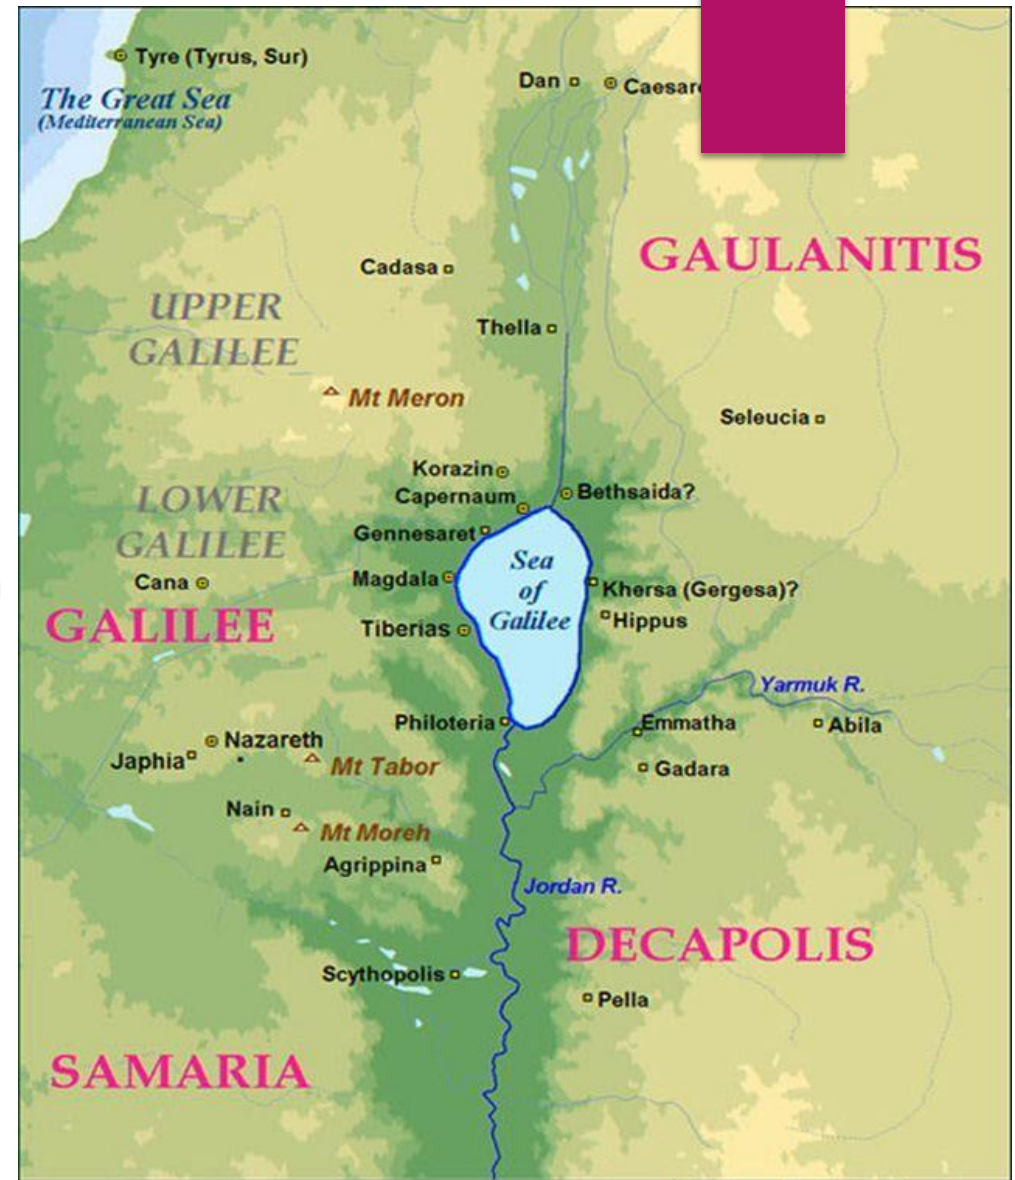 Tyre (Tyrus, Sur)
The Great Sea
(Mediterranean Sea)
Dan
GAULANITIS
Cadasa
UPPER
GALILEE
Thella
Mt Meron
Seleucia
Korazin
Capernaum
Bethsaida?
LOWER
GALILEE
Gennesaret
Sea
of
Galilee
Cana
Magdala
Khersa (Gergesa)?
GALILEE
Tiberias
Hippus
Yarmuk R.
Philoteria
Emmatha
Abila
Nazareth
Japhia
Mt Tabor
Gadara
Nain
Mt Moreh
Agrippina
Jordan R.
DECAPOLIS
Scythopolis
Pella
SAMARIA